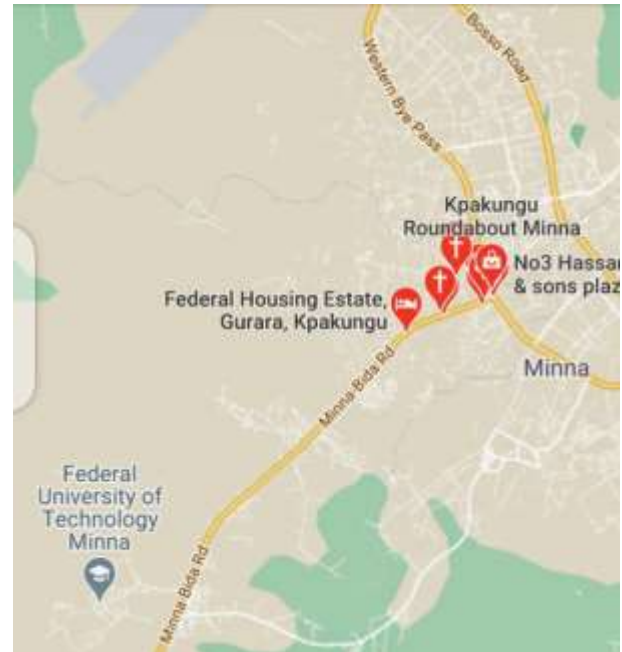 Bosso Road
Western Bye Pass
Kpakungu
Roundabout Minna
No3 Hassan
& sons plaz
Federal Housing Estate,
Gurara, Kpakungu
Minna
Minna-Bida Rd
Federal
University of
Technology
Minna
Minna-Bida Rd